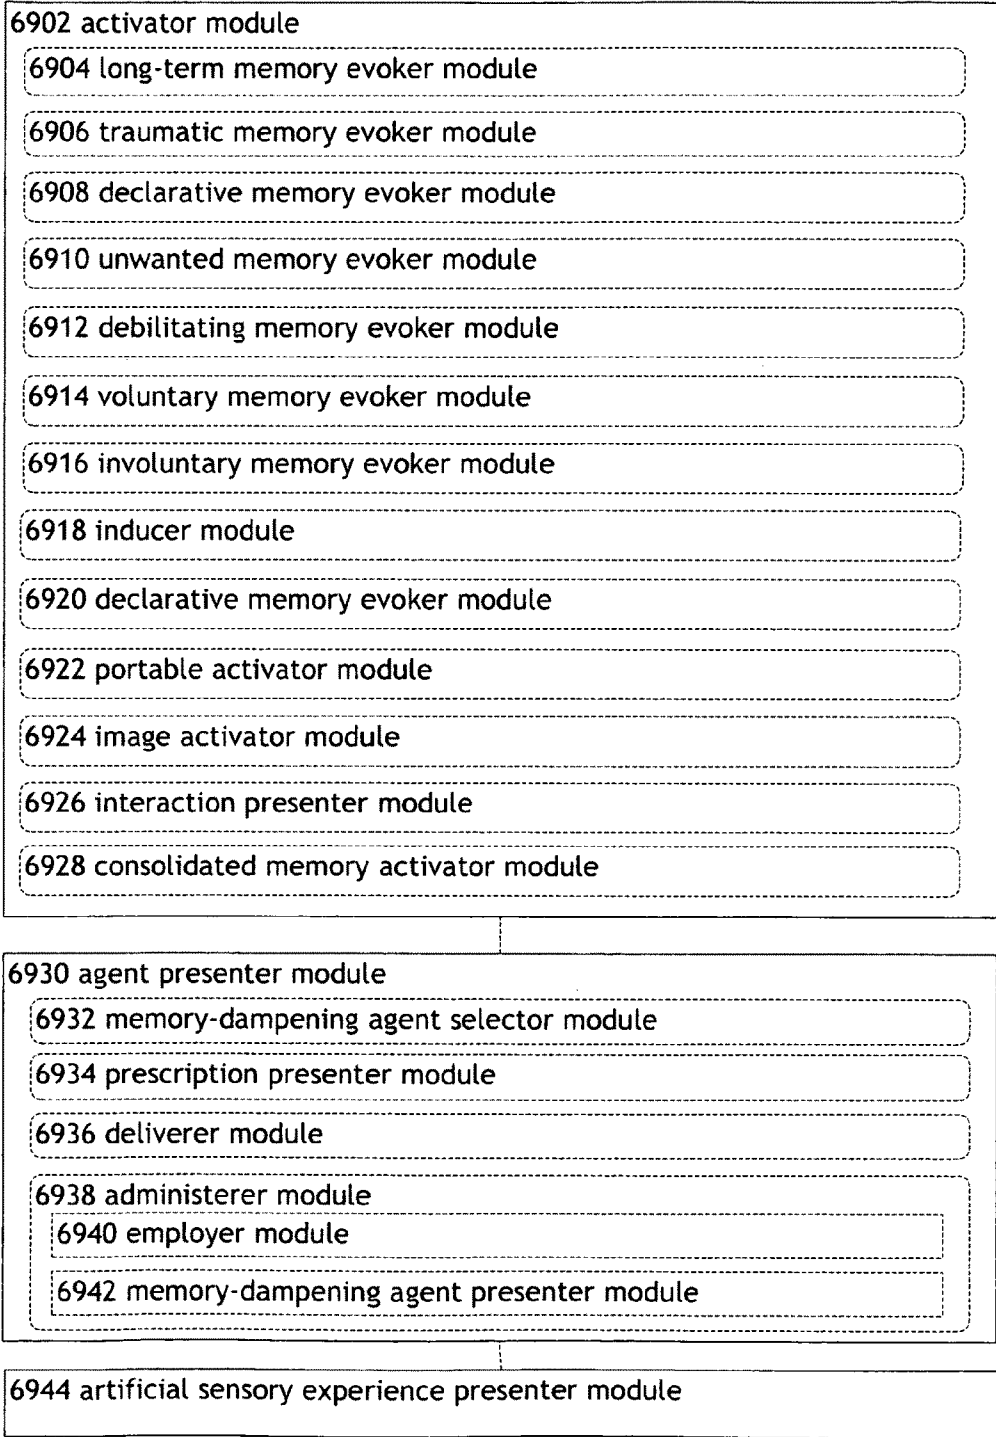 6902 activator module
6904 long-term memory evoker module
6906 traumatic memory evoker module
6908 declarative memory evoker module
6910 unwanted memory evoker module
6912 debilitating memory evoker module
6914 voluntary memory evoker module
6916 involuntary memory evoker module
6918 inducer module
6920 declarative memory evoker module
6922 portable activator module
6924 image activator module
6926 interaction presenter module
6928 consolidated memory activator module
6930 agent presenter module
6932 memory-dampening agent selector module
6934 prescription presenter module
6936 deliverer module
6938 administerer module
6940 employer module
6942 memory-dampening agent presenter module
6944 artificial sensory experience presenter module